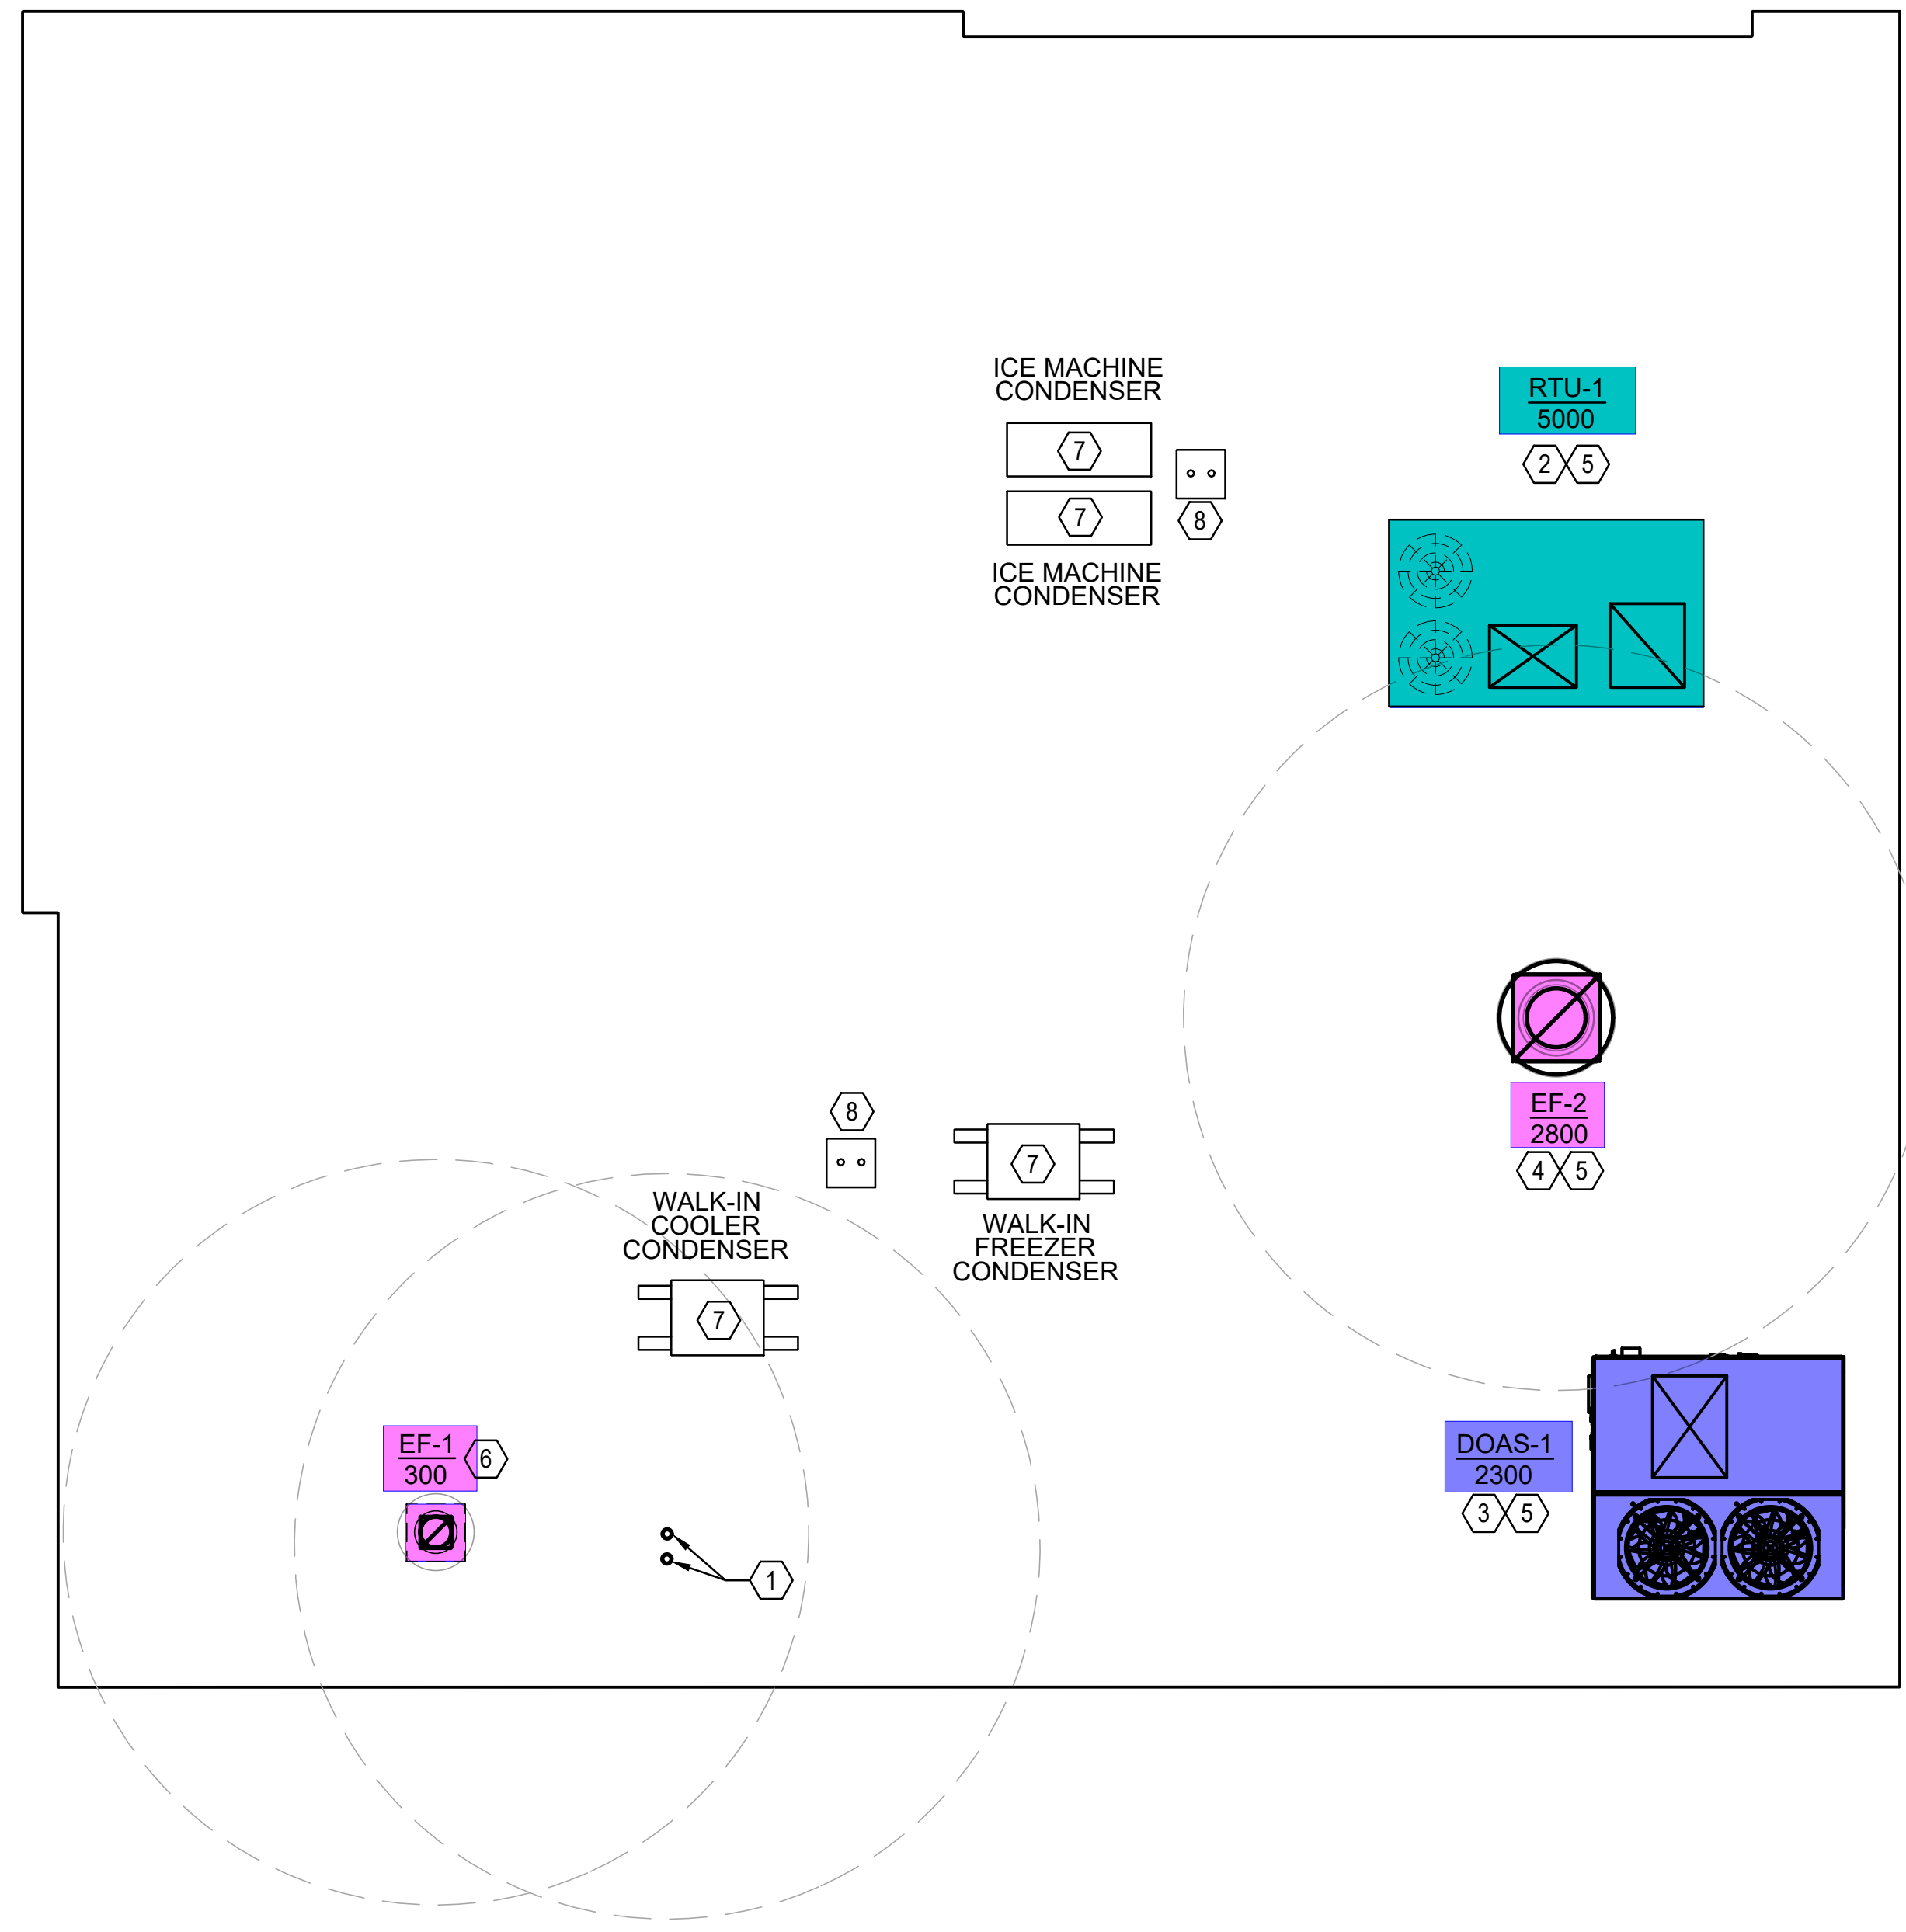 ICE MACHINE
CONDENSER
7
7
8
ICE MACHINE
CONDENSER
RTU-1
5000
2 5
EF-2
2800
4 5
8
7
WALK-IN
FREEZER
CONDENSER
WALK-IN
COOLER
CONDENSER
7
EF-1
300
6
1
DOAS-1
2300
3 5